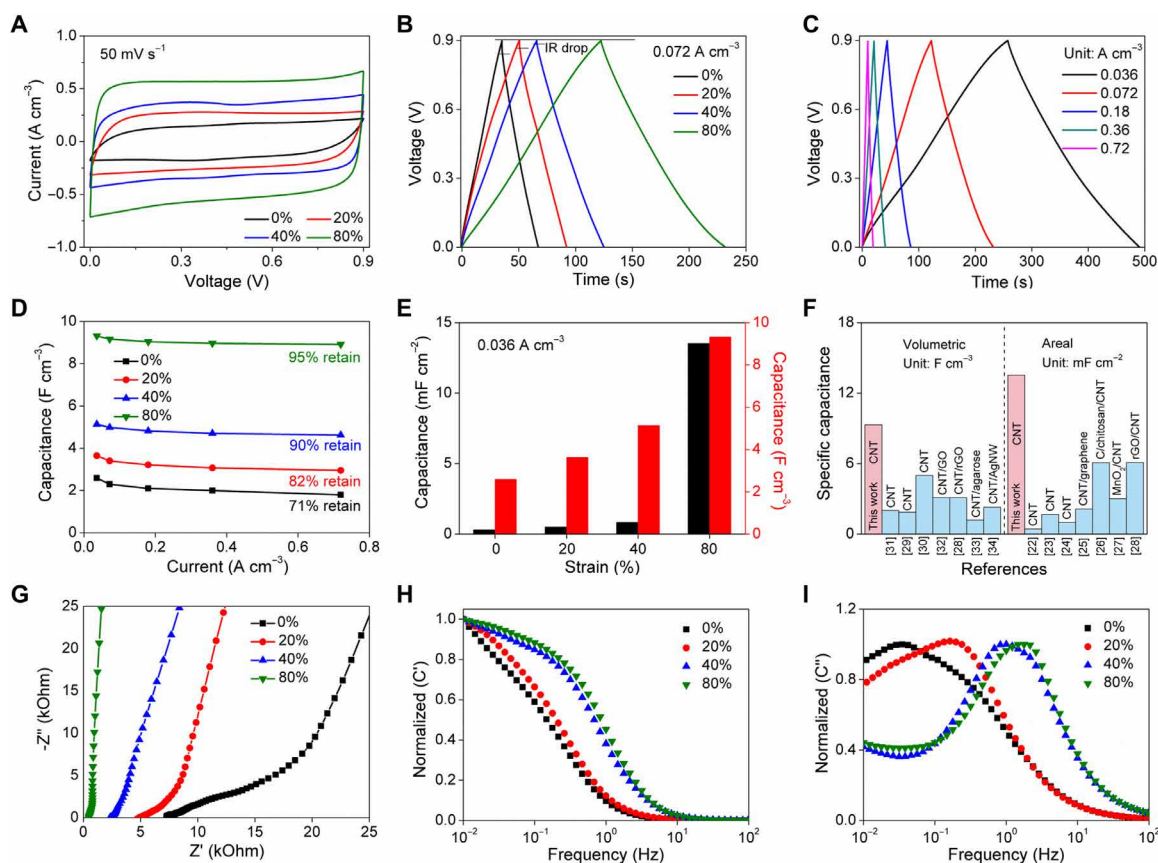 A
50 mV s⁻¹
Current (A cm⁻³)
1.0
0.5
0.0
−0.5
−1.0
0% 20%
40% 80%
0.0 0.3 0.6 0.9
Voltage (V)
B
IR drop
0.072 A cm⁻³
0%
20%
40%
80%
Voltage (V)
0.9
0.6
0.3
0.0
0 50 100 150 200 250
Time (s)
C
Unit: A cm⁻³
0.036
0.072
0.18
0.36
0.72
Voltage (V)
0.9
0.6
0.3
0.0
0 100 200 300 400 500
Time (s)
D
Capacitance (F cm⁻³)
10
8
6
4
2
0
0%
20%
40%
80%
95% retain
90% retain
82% retain
71% retain
0.0 0.2 0.4 0.6 0.8
Current (A cm⁻³)
E
0.036 A cm⁻³
Capacitance (mF cm⁻²)
15
10
5
0
10
8
6
4
2
0
Capacitance (F cm⁻³)
0 20 40 80
Strain (%)
F
Specific capacitance
18
12
6
0
Volumetric
Unit: F cm⁻³
Areal
Unit: mF cm⁻²
This work CNT
CNT
CNT
CNT
CNT/RGO
CNT/rGO
CNT/agarose
CNT/AgNW
This work CNT
CNT
CNT
CNT
CNT/graphene
C/chitosan/CNT
MnO₂/CNT
rGO/CNT
[31] [29] [30] [32] [28] [33] [34] [22] [23] [24] [25] [26] [27] [28]
References
G
-Z'' (kOhm)
25
20
15
10
5
0
0%
20%
40%
80%
0 5 10 15 20 25
Z' (kOhm)
H
Normalized (C')
1.0
0.8
0.6
0.4
0.2
0.0
0%
20%
40%
80%
10⁻² 10⁻¹ 10⁰ 10¹ 10²
Frequency (Hz)
I
Normalized (C'')
1.2
0.8
0.4
0.0
0%
20%
40%
80%
10⁻² 10⁻¹ 10⁰ 10¹ 10²
Frequency (Hz)